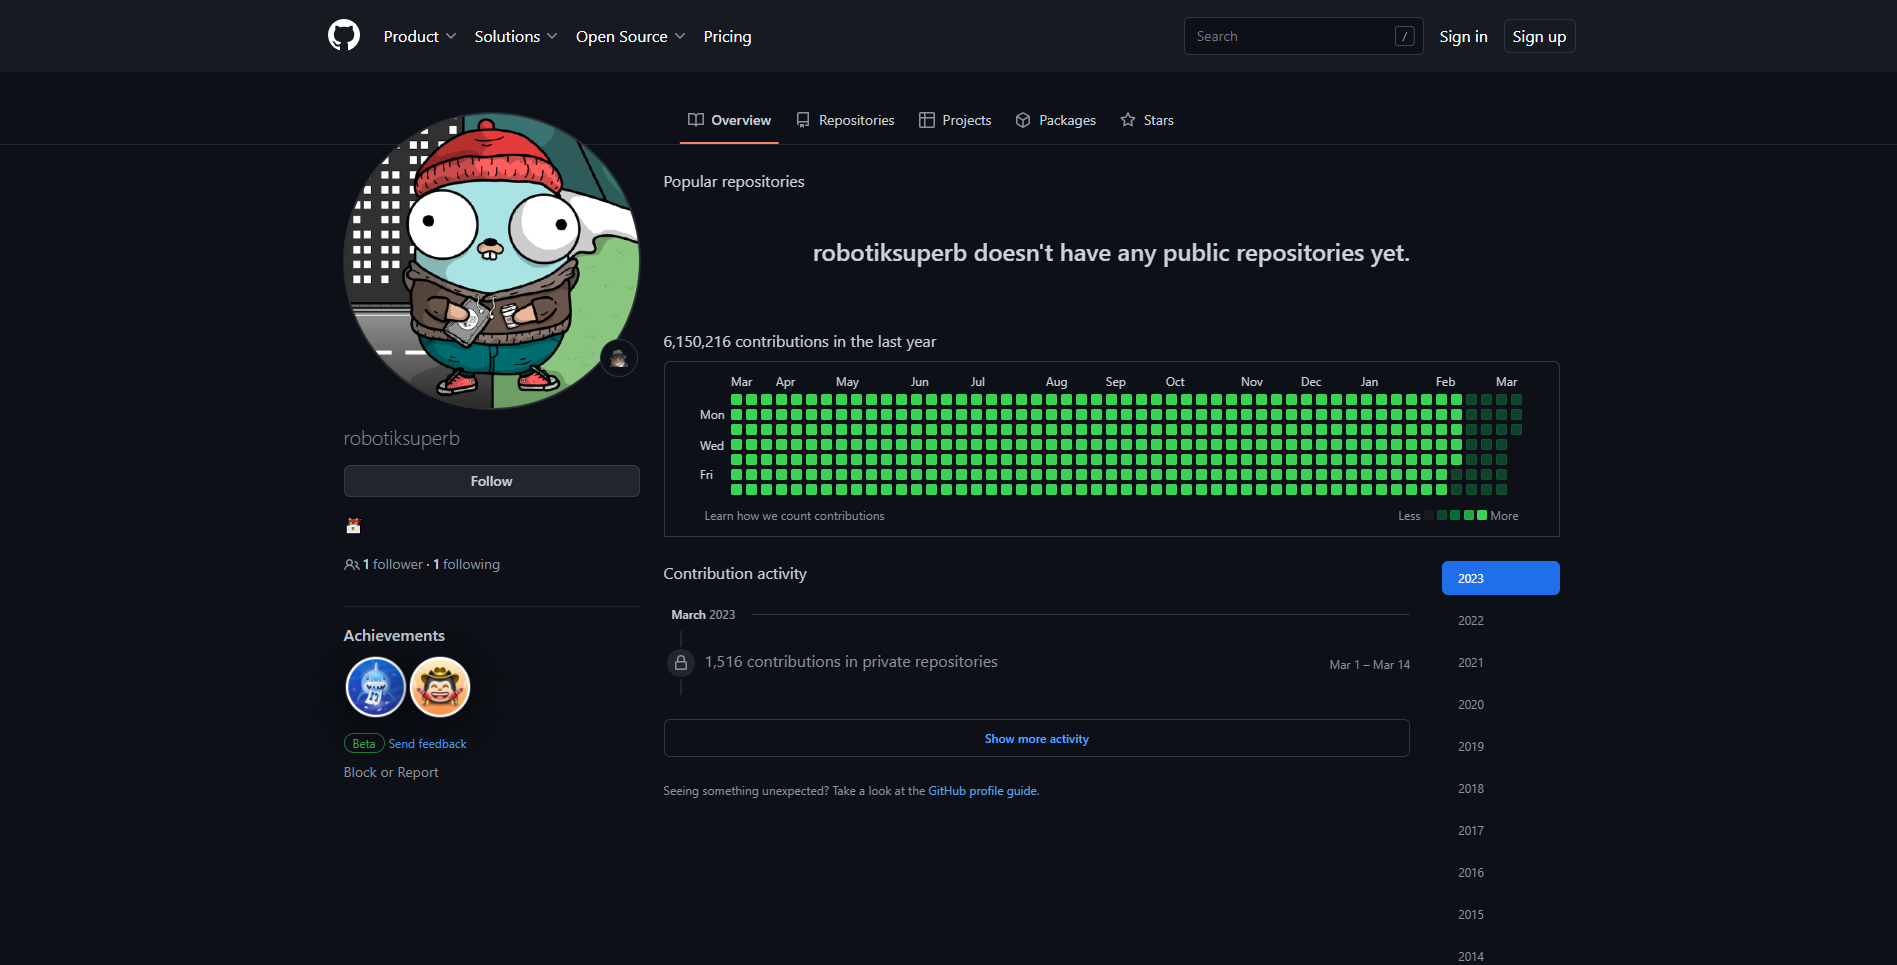 Product Solutions Open Source Pricing Search / Sign in Sign up
Overview Repositories Projects Packages Stars
Popular repositories
robotiksuperb doesn't have any public repositories yet.
6,150,216 contributions in the last year
Mar Apr May Jun Jul Aug Sep Oct Nov Dec Jan Feb Mar
Mon
Wed
Fri
Learn how we count contributions Less More
robotiksuperb
Follow
1 follower · 1 following
Achievements
Beta Send feedback
Block or Report
Contribution activity
March 2023
1,516 contributions in private repositories Mar 1 – Mar 14
Show more activity
Seeing something unexpected? Take a look at the GitHub profile guide.
2023
2022
2021
2020
2019
2018
2017
2016
2015
2014